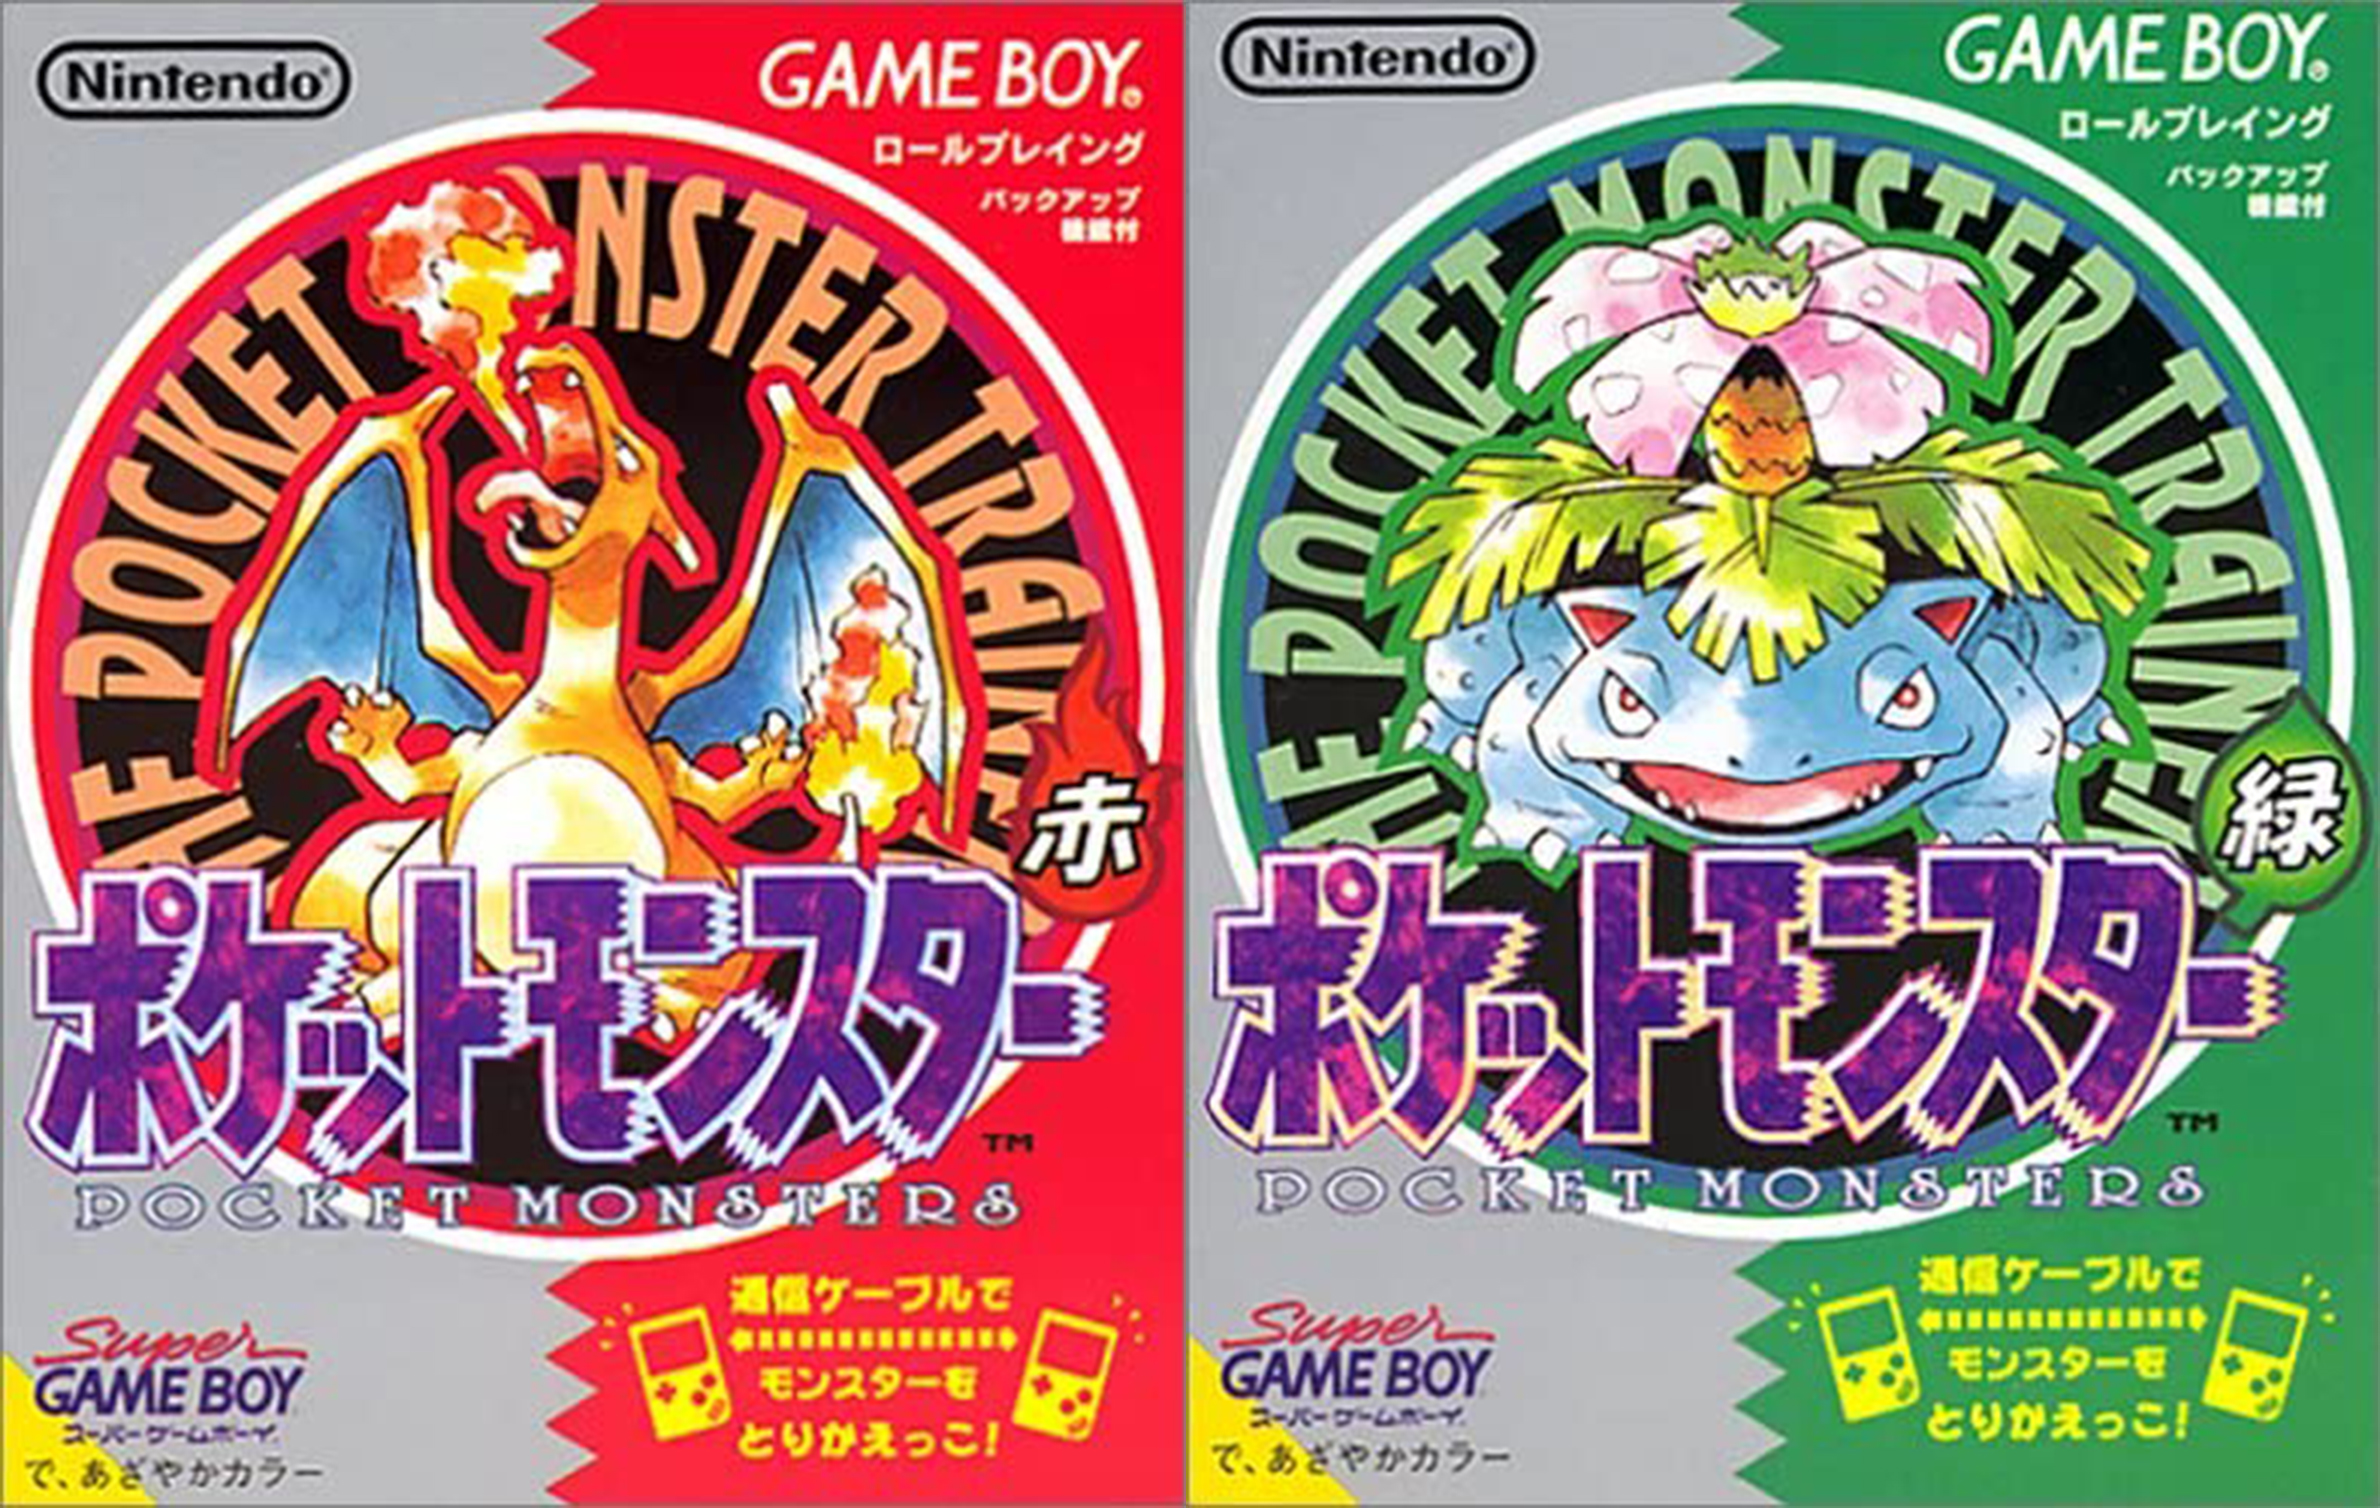 Nintendo®
GAME BOY®
ロールプレイング
バックアップ
機能付
POCKET MONSTER TRAINE
赤
ポケットモンスター
TM
POCKET MONSTERS
Super
GAME BOY
スーパーゲームボーイ
で、あざやかカラー
通信ケーブルで
モンスターを
とりかえっこ!
Nintendo®
GAME BOY®
ロールプレイング
バックアップ
機能付
POCKET MONSTER TRAINE
緑
ポケットモンスター
TM
POCKET MONSTERS
Super
GAME BOY
スーパーゲームボーイ
で、あざやかカラー
通信ケーブルで
モンスターを
とりかえっこ!